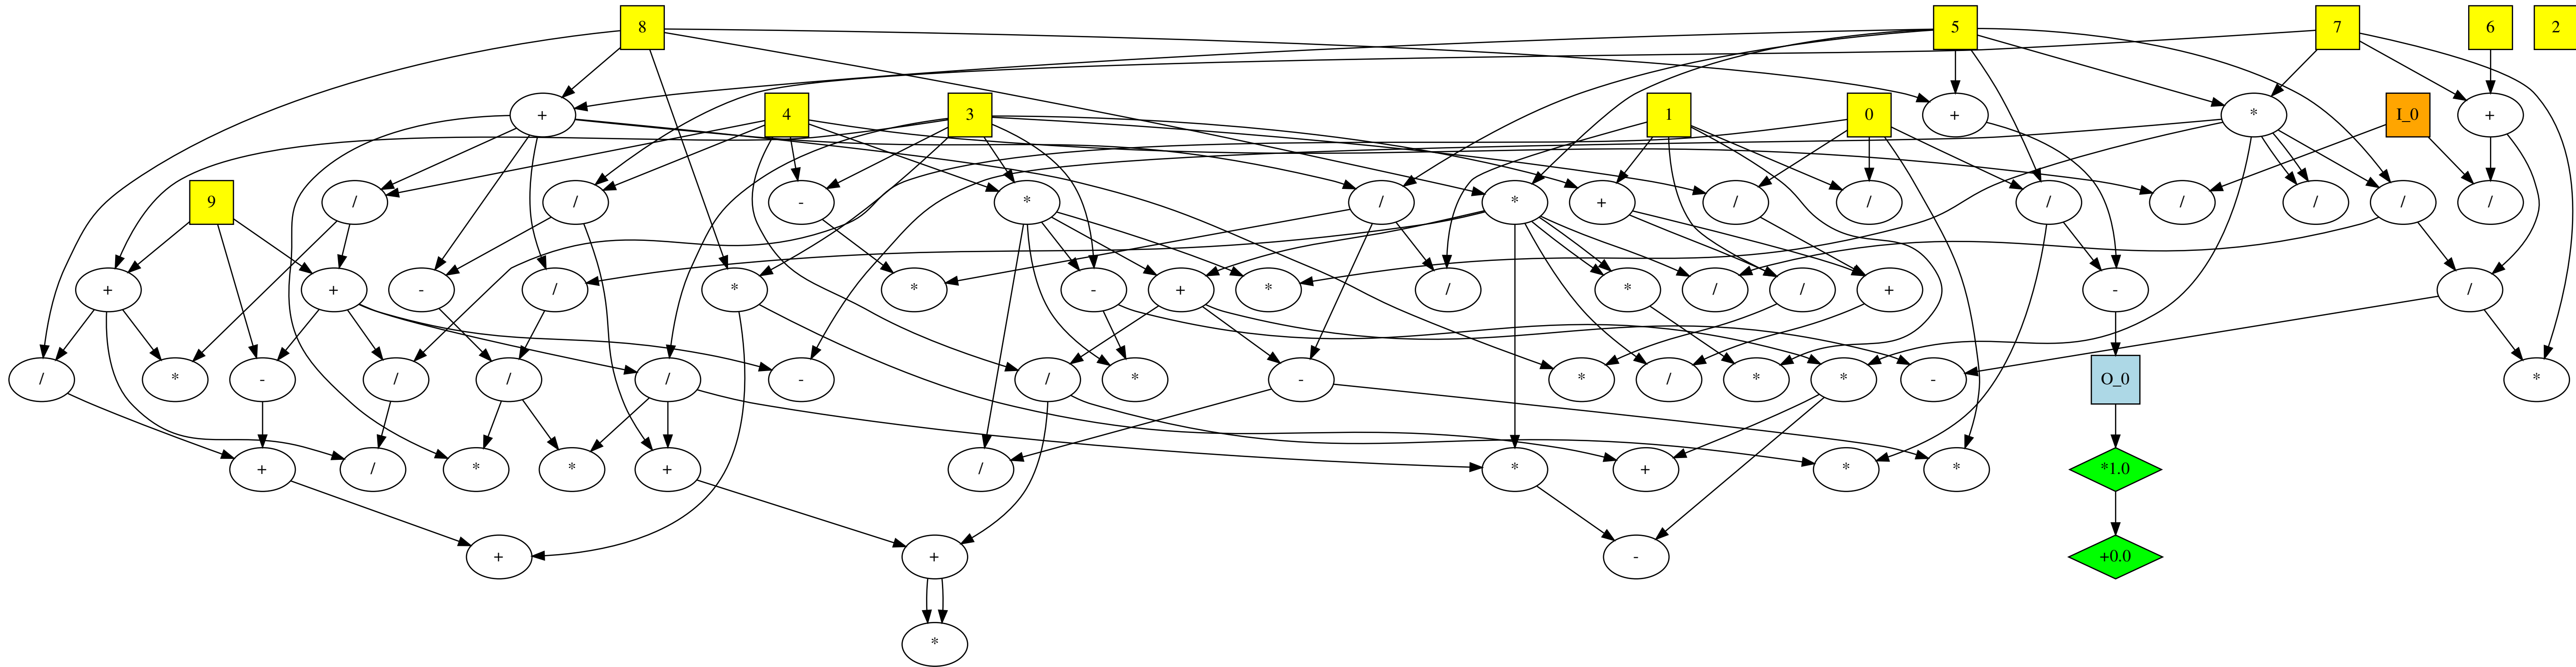 8 5 7 6 2
+ 4 3 1 0 + * I_0 +
9 / / - * / * + / / / / / / /
+ + - / * * - + * / * / / +  - /
/ * - / / / - / * - * / * * - O_0 *
+ / * * + / * + * * *1.0
+ + - +0.0
*